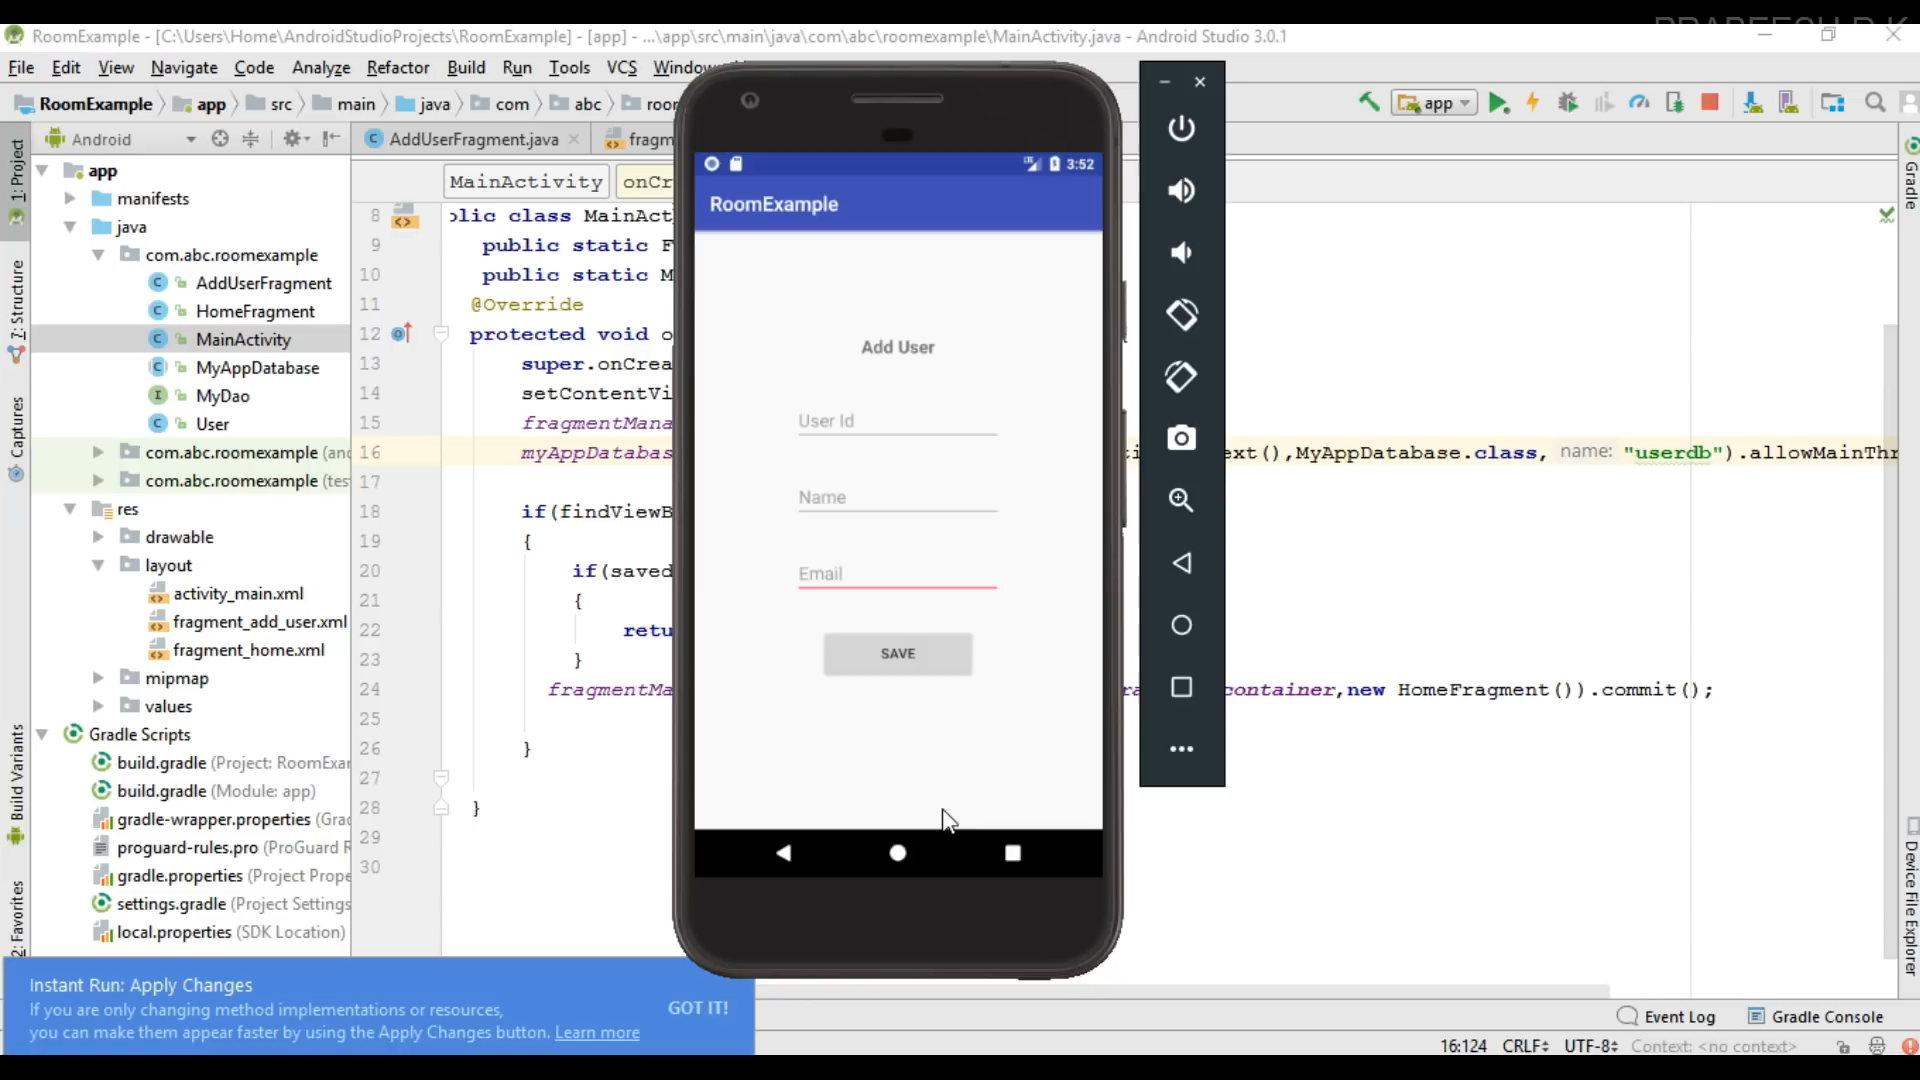 RoomExample - [C:\Users\Home\AndroidStudioProjects\RoomExample] - [app] - ...\app\src\main\java\com\abc\roomexample\MainActivity.java - Android Studio 3.0.1
File Edit View Navigate Code Analyze Refactor Build Run Tools VCS Window
RoomExample app src main java com abc app
Android AddUserFragment.java
1: Project
7: Structure
Captures
Build Variants
2: Favorites
app
manifests
java
com.abc.roomexample
AddUserFragment
HomeFragment
MainActivity
MyAppDatabase
MyDao
User
com.abc.roomexample
com.abc.roomexample
res
drawable
layout
activity_main.xml
fragment_add_user.xml
fragment_home.xml
mipmap
values
Gradle Scripts
build.gradle (Project: RoomExar
build.gradle (Module: app)
gradle-wrapper.properties (Gra
proguard-rules.pro (ProGuard R
gradle.properties (Project Prope
settings.gradle (Project Settings
local.properties (SDK Location)
MainActivity onCr
8 olic class MainAct
9 public static F
10 public static M
11 @Override
12 protected void o {
13 super.onCrea
14 setContentVi
15 fragmentMana
16 myAppDatabas ext(),MyAppDatabase.class, name: "userdb").allowMainThr
17
18 if(findViewB
19 {
20 if(saved
21 {
22 retu
23 }
24 fragmentMa container,new HomeFragment()).commit();
25
26 }
27
28 }
29
30
3:52
RoomExample
Add User
User Id
Name
Email
SAVE
Gradle
Device File Explorer
Instant Run: Apply Changes
If you are only changing method implementations or resources,
you can make them appear faster by using the Apply Changes button. Learn more
GOT IT!
Event Log Gradle Console
16:124 CRLF UTF-8 Context: <no context>